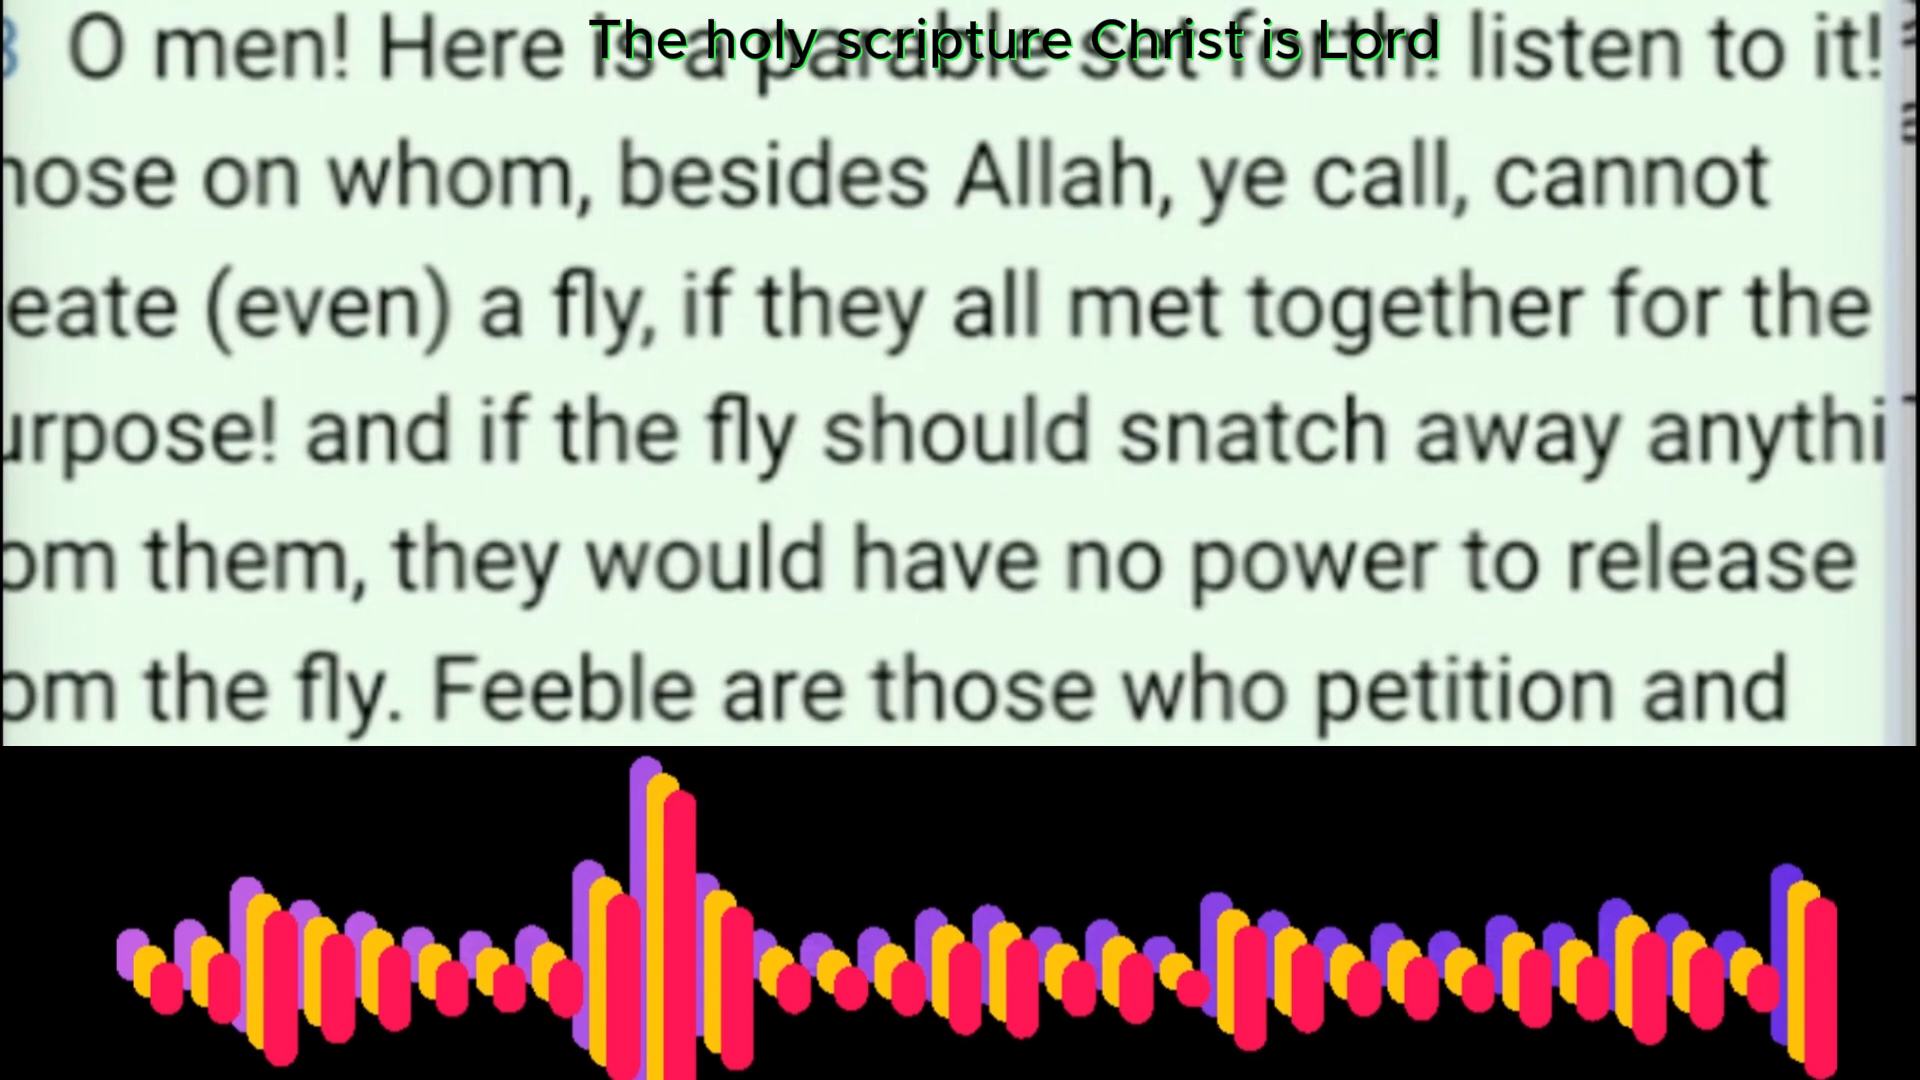 The holy scripture Christ is Lord
O men! Here is a parable set forth! listen to it!
hose on whom, besides Allah, ye call, cannot
eate (even) a fly, if they all met together for the
urpose! and if the fly should snatch away anythi
om them, they would have no power to release
om the fly. Feeble are those who petition and